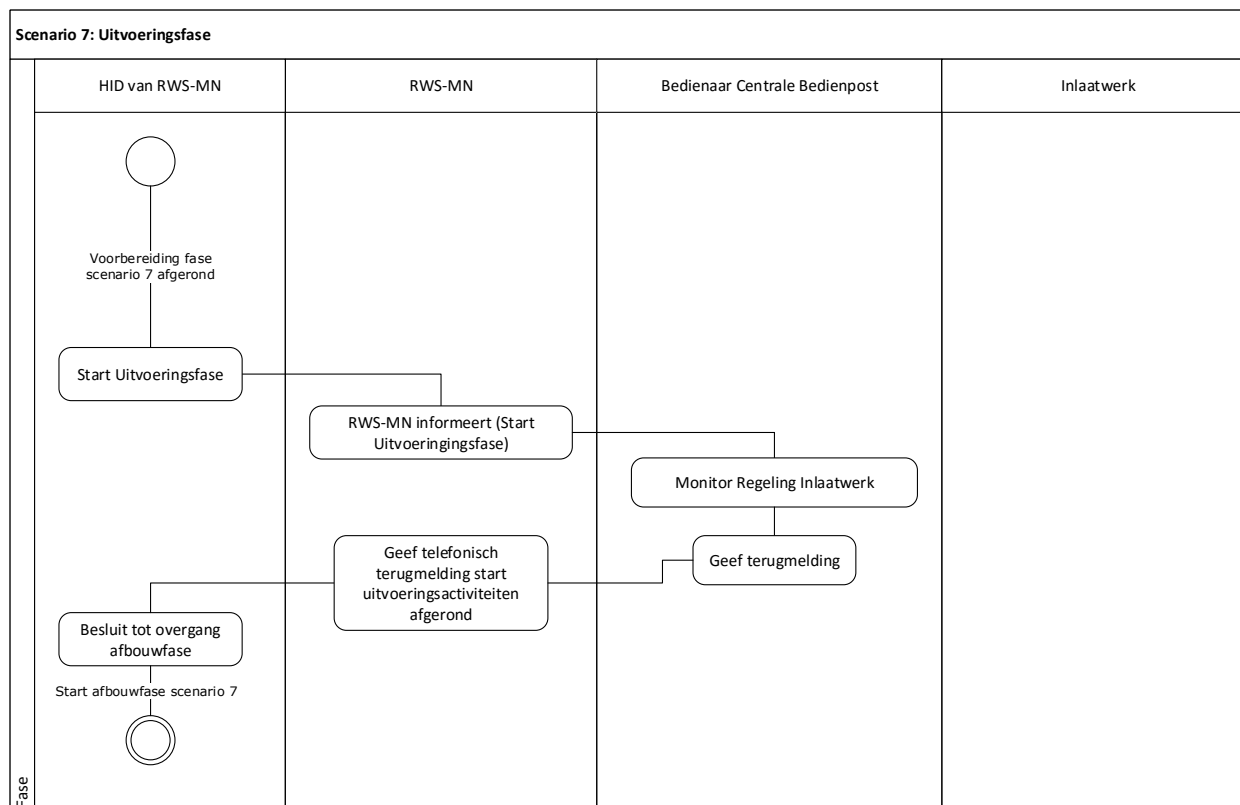 Scenario 7: Uitvoeringsfase
HID van RWS-MN
RWS-MN
Bedienaar Centrale Bedienpost
Inlaatwerk
Voorbereiding fase
scenario 7 afgerond
Start Uitvoeringsfase
RWS-MN informeert (Start
Uitvoeringingsfase)
Monitor Regeling Inlaatwerk
Geef terugmelding
Geef telefonisch
terugmelding start
uitvoeringsactiviteiten
afgerond
Besluit tot overgang
afbouwfase
Start afbouwfase scenario 7
Fase